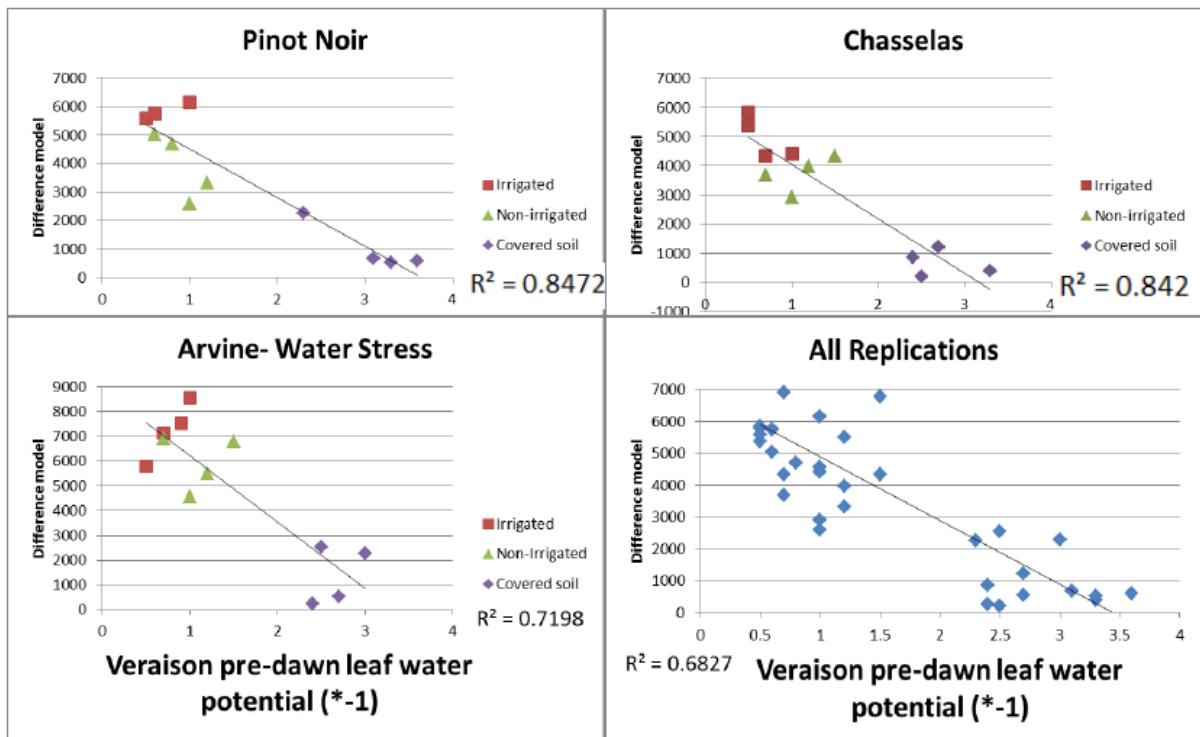 Pinot Noir
Difference model
7000
6000
5000
4000
3000
2000
1000
0
0 1 2 3 4
Irrigated
Non-irrigated
Covered soil
R² = 0.8472
Chasselas
Difference model
7000
6000
5000
4000
3000
2000
1000
0
-1000
0 1 2 3 4
Irrigated
Non-irrigated
Covered soil
R² = 0.842
Arvine- Water Stress
Difference model
9000
8000
7000
6000
5000
4000
3000
2000
1000
0
0 1 2 3 4
Irrigated
Non-Irrigated
Covered soil
R² = 0.7198
Veraison pre-dawn leaf water
potential (*-1)
All Replications
Difference model
7000
6000
5000
4000
3000
2000
1000
0
0 0.5 1 1.5 2 2.5 3 3.5 4
R² = 0.6827
Veraison pre-dawn leaf water
potential (*-1)